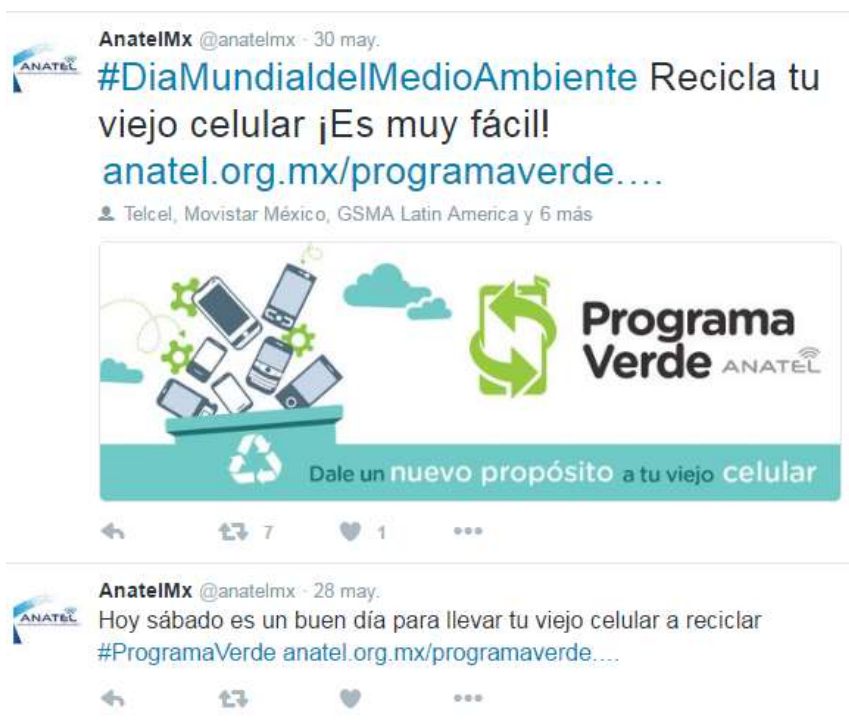 AnatelMx @anatelmx · 30 may.
ANATEL
#DiaMundialdelMedioAmbiente Recicla tu
viejo celular ¡Es muy fácil!
anatel.org.mx/programaverde....
Telcel, Movistar México, GSMA Latin America y 6 más
Programa
Verde ANATEL
Dale un nuevo propósito a tu viejo celular
7 1
AnatelMx @anatelmx · 28 may.
ANATEL
Hoy sábado es un buen día para llevar tu viejo celular a reciclar
#ProgramaVerde anatel.org.mx/programaverde....